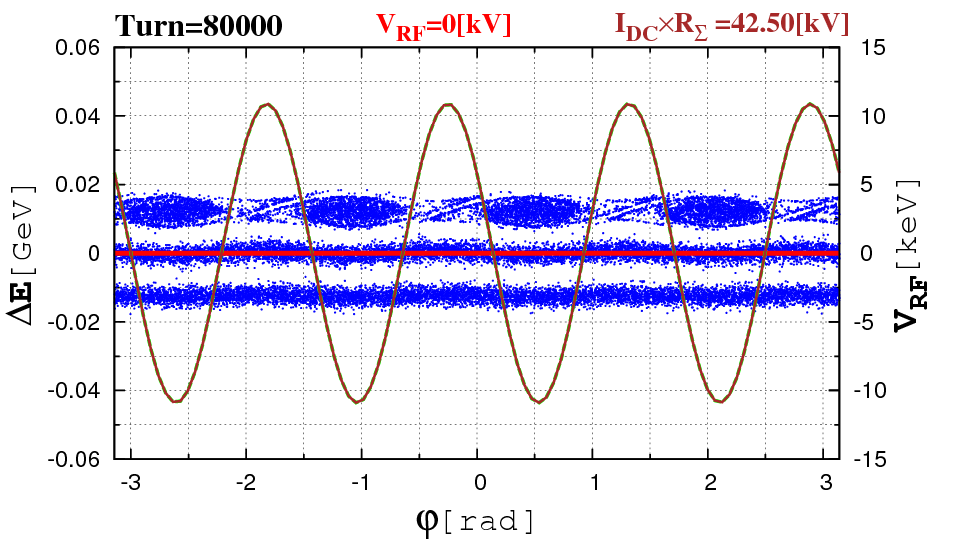 Turn=80000 V_RF=0[kV] I_DC×R_Σ =42.50[kV]
0.06 15
0.04 10
0.02 5
0 0
-0.02 -5
-0.04 -10
-0.06 -15
ΔE[GeV]
V_RF[keV]
-3 -2 -1 0 1 2 3
φ[rad]